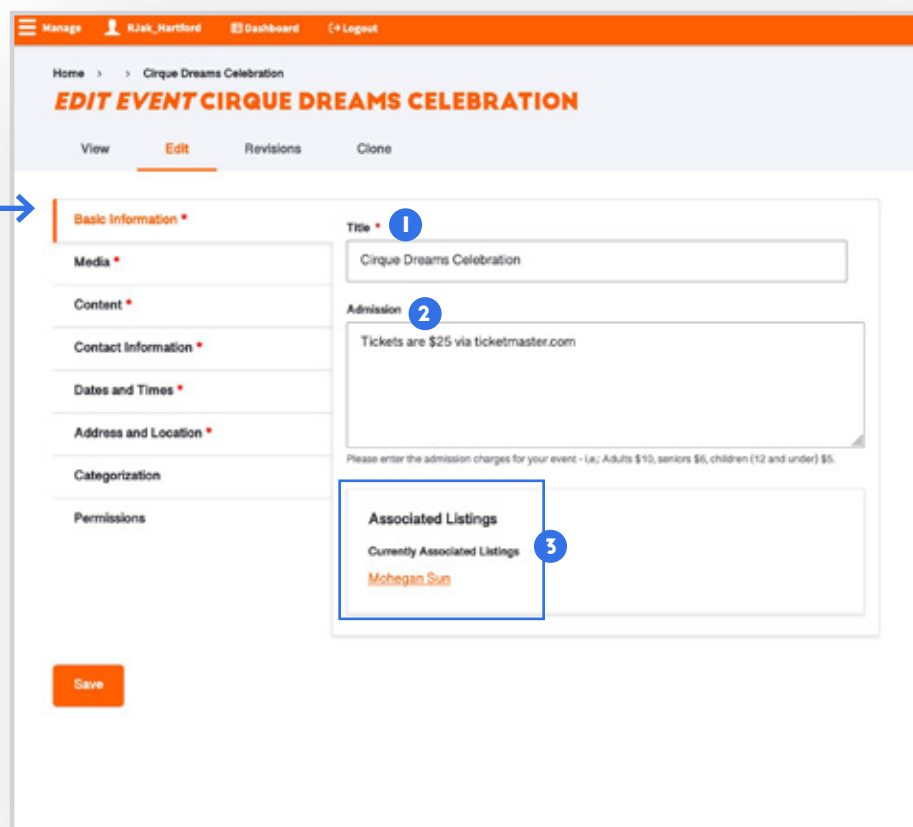 Manage RJak_Hartford Dashboard Logout
Home > > Cirque Dreams Celebration
EDIT EVENT CIRQUE DREAMS CELEBRATION
View Edit Revisions Clone
Basic Information *
Media *
Content *
Contact Information *
Dates and Times *
Address and Location *
Categorization
Permissions
Title * 1
Cirque Dreams Celebration
Admission 2
Tickets are $25 via ticketmaster.com
Please enter the admission charges for your event - i.e.; Adults $10, seniors $6, children (12 and under) $5.
Associated Listings
Currently Associated Listings 3
Mohegan Sun
Save